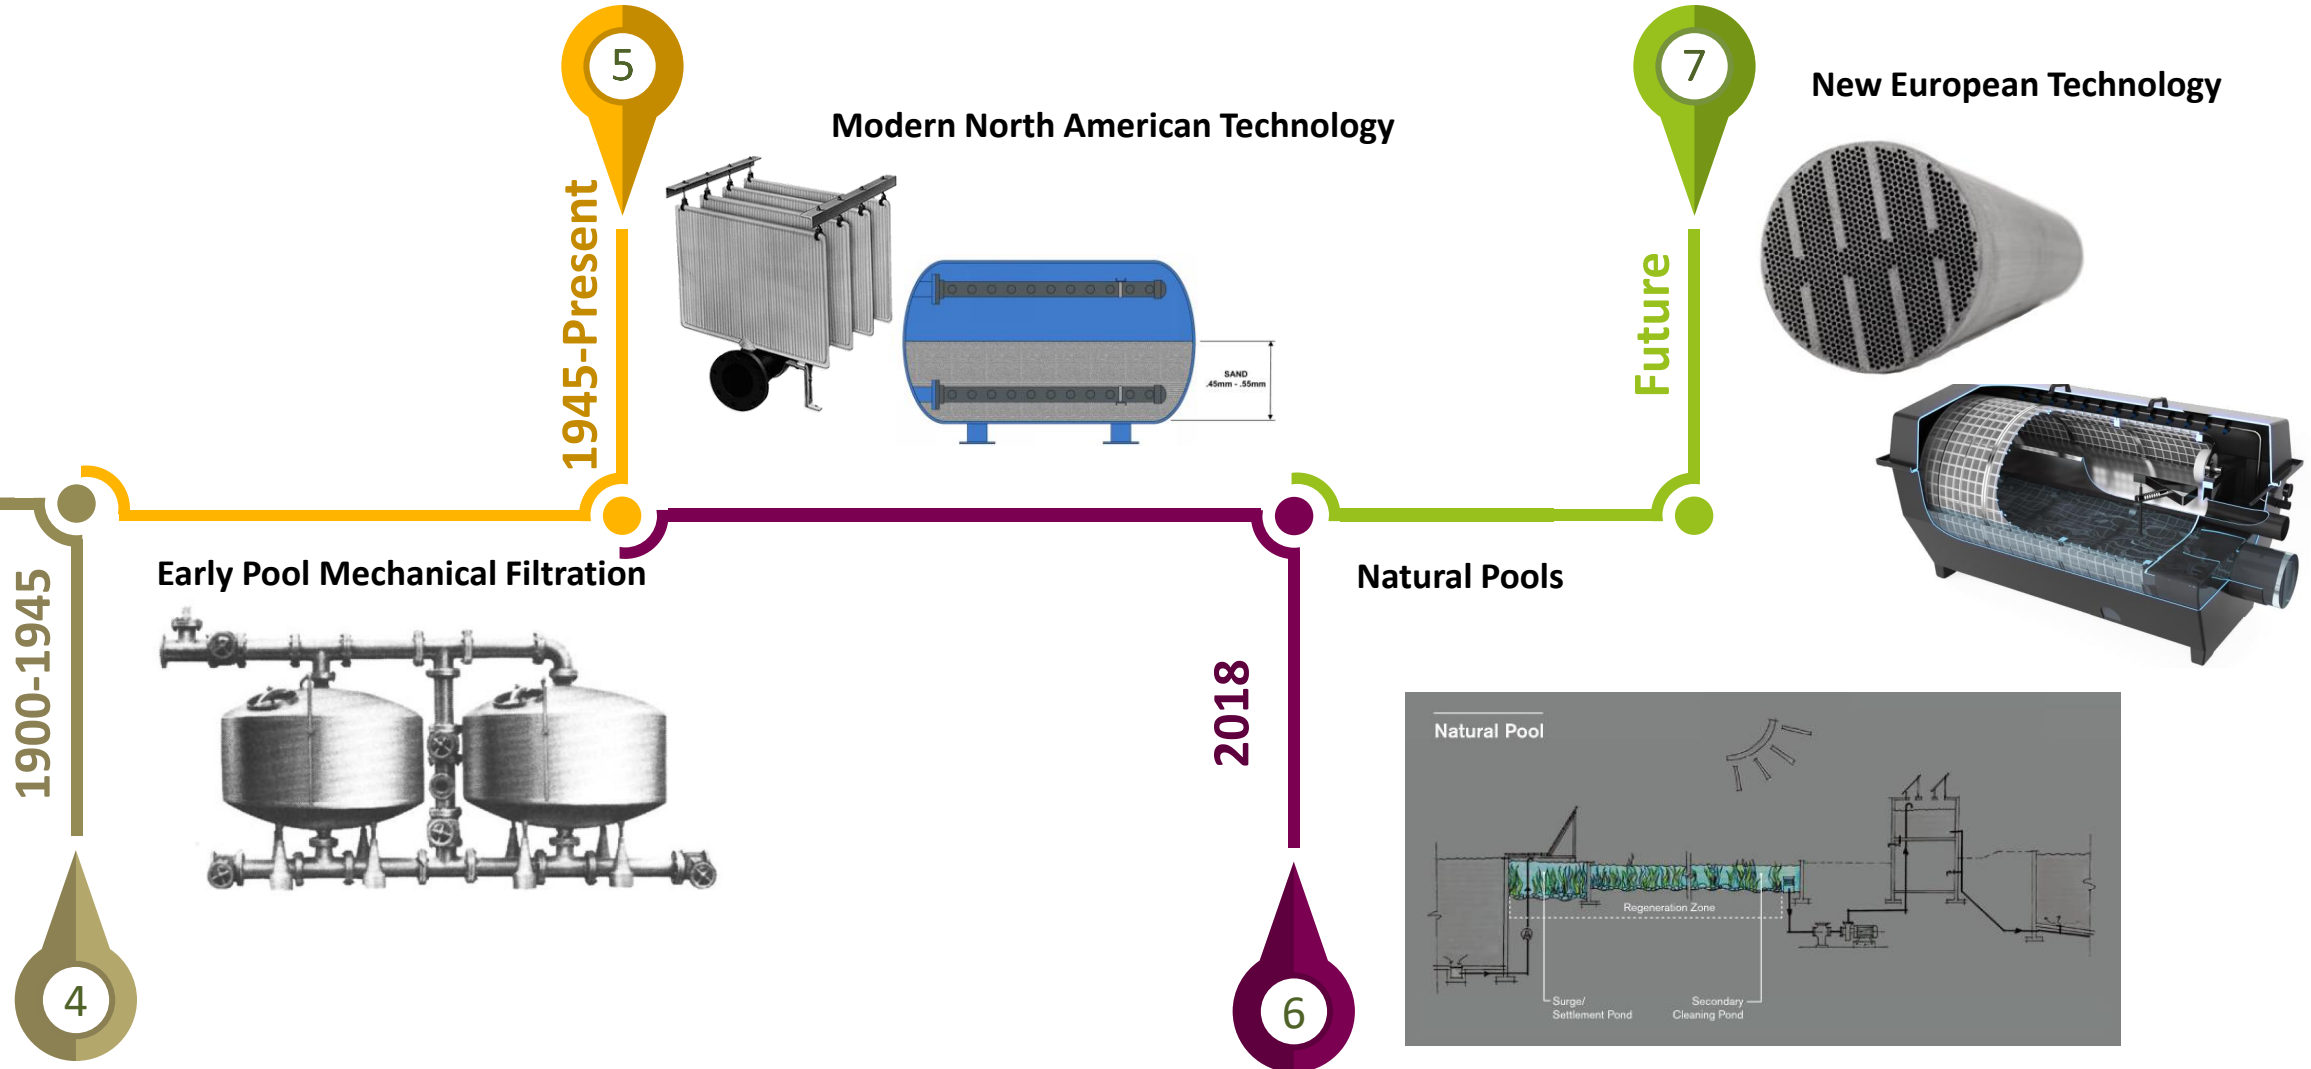 4
1900-1945
Early Pool Mechanical Filtration
5
1945-Present
Modern North American Technology
SAND
.45mm - .55mm
6
2018
Natural Pools
Natural Pool
Regeneration Zone
Surge/
Settlement Pond
Secondary
Cleaning Pond
7
Future
New European Technology